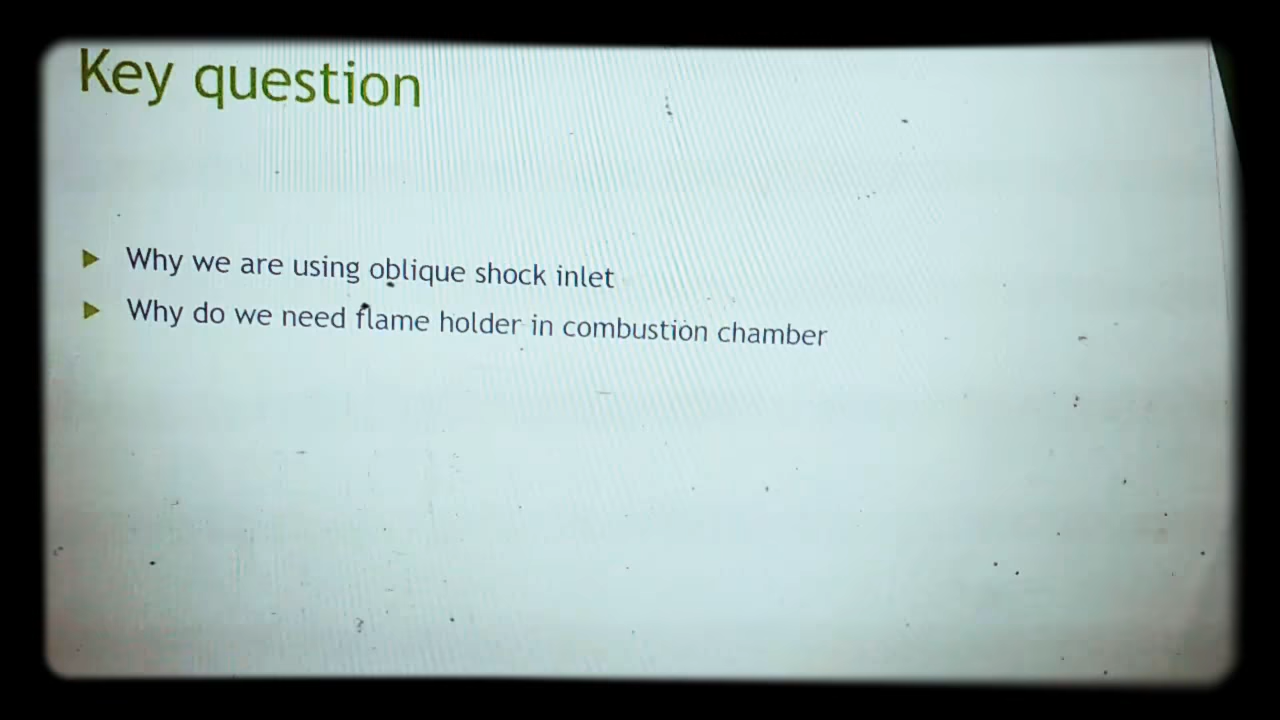 Key question
Why we are using oblique shock inlet
Why do we need flame holder in combustion chamber